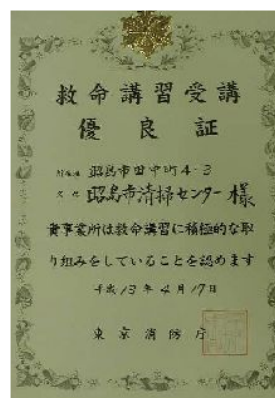 救命講習受講
優良証
所在地 昭島市田中町4-3
名称 昭島市清掃センター 様
貴事業所は救命講習に積極的な取
り組みをしていることを認めます
平成13年4月17日
東京消防庁